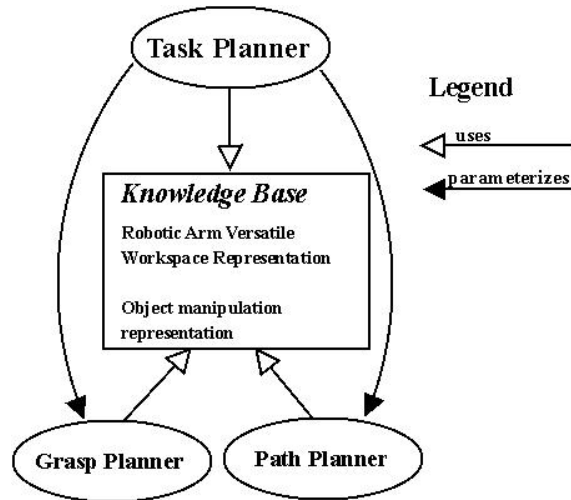 Task Planner
Legend
uses
parameterizes
Knowledge Base
Robotic Arm Versatile
Workspace Representation
Object manipulation
representation
Grasp Planner
Path Planner